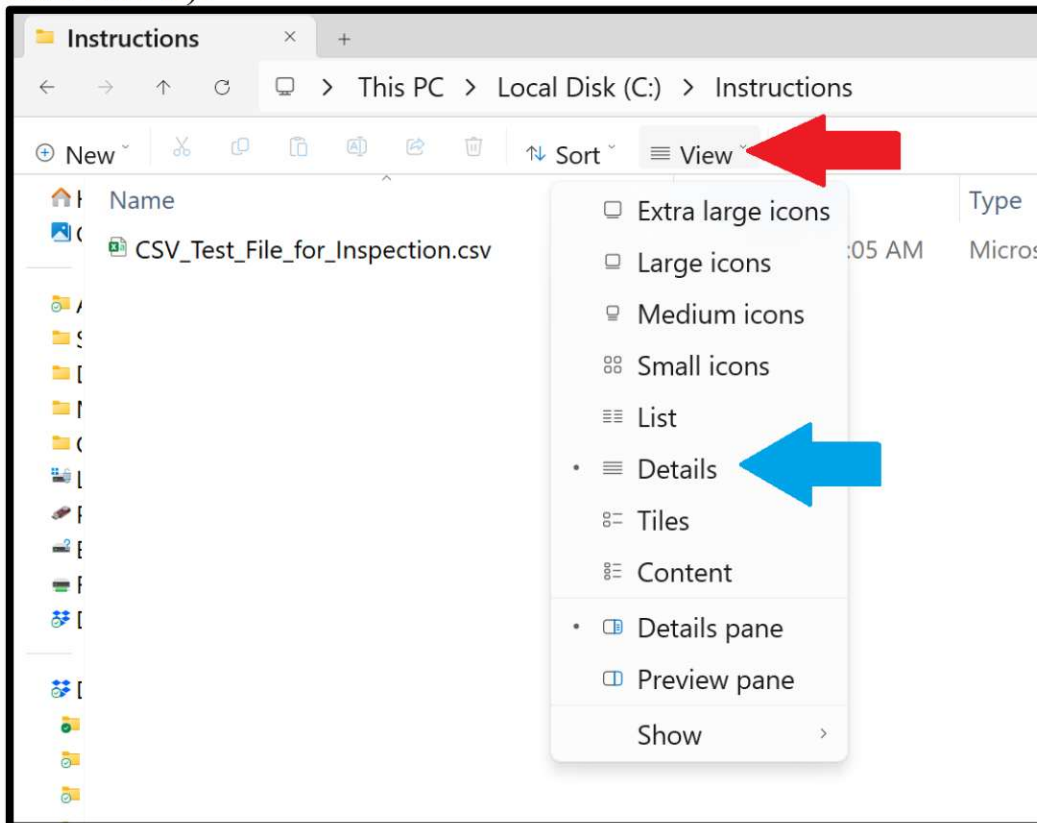 Instructions
This PC > Local Disk (C:) > Instructions
New Sort View
Name Type
CSV_Test_File_for_Inspection.csv :05 AM
Extra large icons
Large icons
Medium icons
Small icons
List
Details
Tiles
Content
Details pane
Preview pane
Show